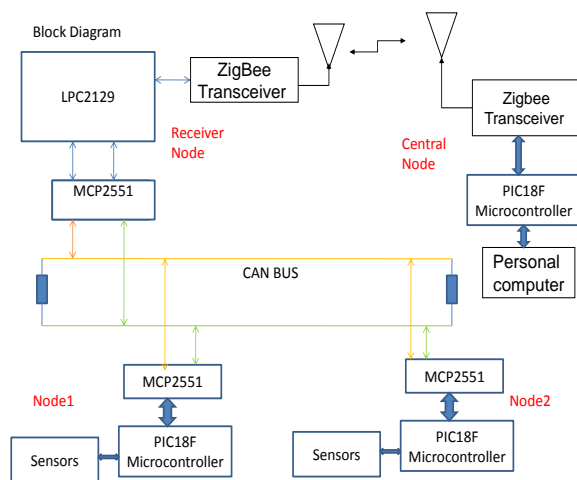 Block Diagram
LPC2129
ZigBee
Transceiver
Zigbee
Transceiver
Receiver
Node
Central
Node
MCP2551
PIC18F
Microcontroller
Personal
computer
CAN BUS
MCP2551
MCP2551
Node1
Node2
PIC18F
Microcontroller
PIC18F
Microcontroller
Sensors
Sensors